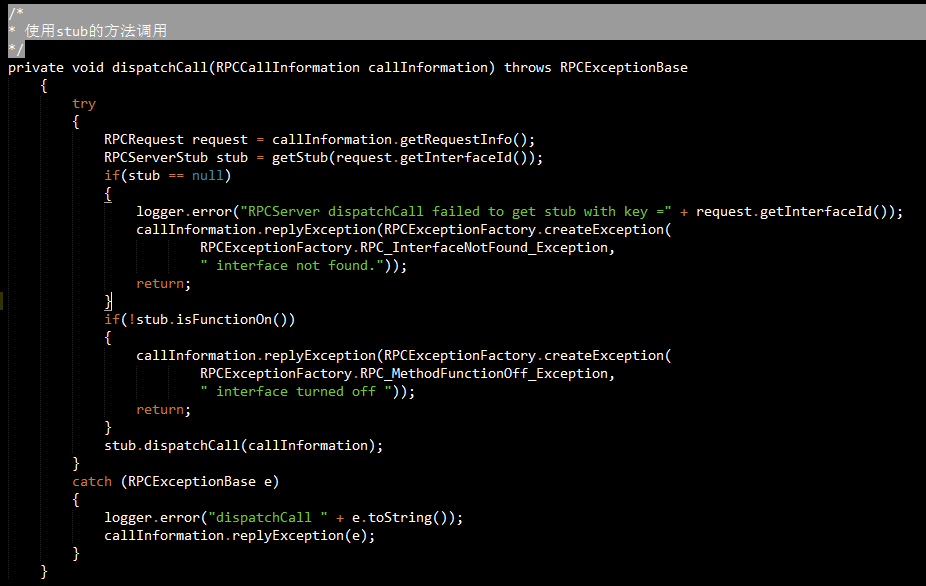 /*
* 使用stub的方法调用
*/
private void dispatchCall(RPCCallInformation callInformation) throws RPCExceptionBase
    {
        try
        {
            RPCRequest request = callInformation.getRequestInfo();
            RPCServerStub stub = getStub(request.getInterfaceId());
            if(stub == null)
            {
                logger.error("RPCServer dispatchCall failed to get stub with key =" + request.getInterfaceId());
                callInformation.replyException(RPCExceptionFactory.createException(
                        RPCExceptionFactory.RPC_InterfaceNotFound_Exception,
                        " interface not found."));
                return;
            }
            if(!stub.isFunctionOn())
            {
                callInformation.replyException(RPCExceptionFactory.createException(
                        RPCExceptionFactory.RPC_MethodFunctionOff_Exception,
                        " interface turned off "));
                return;
            }
            stub.dispatchCall(callInformation);
        }
        catch (RPCExceptionBase e)
        {
            logger.error("dispatchCall " + e.toString());
            callInformation.replyException(e);
        }
    }